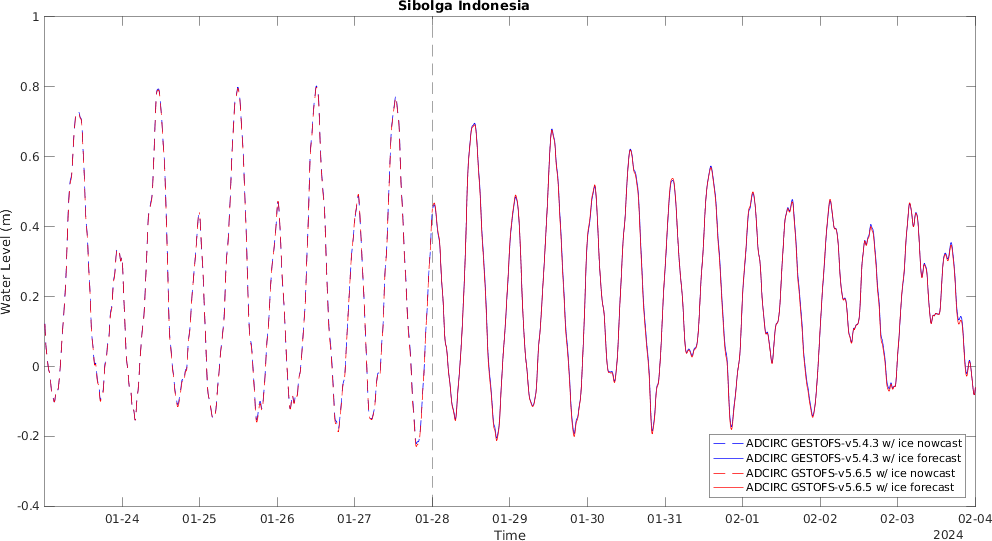 Sibolga Indonesia
1
0.8
0.6
0.4
0.2
0
-0.2
-0.4
Water Level (m)
ADCIRC GESTOFS-v5.4.3 w/ ice nowcast
ADCIRC GESTOFS-v5.4.3 w/ ice forecast
ADCIRC GSTOFS-v5.6.5 w/ ice nowcast
ADCIRC GSTOFS-v5.6.5 w/ ice forecast
01-24 01-25 01-26 01-27 01-28 01-29 01-30 01-31 02-01 02-02 02-03 02-04
Time 2024